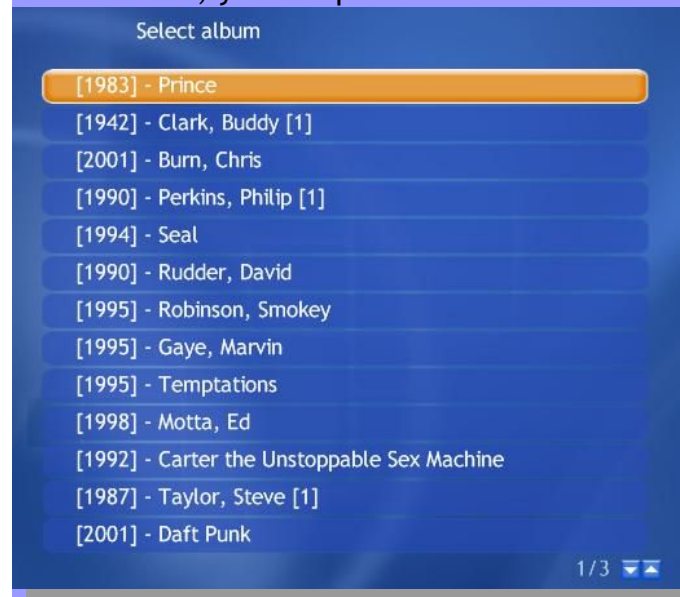 Select album
[1983] - Prince
[1942] - Clark, Buddy [1]
[2001] - Burn, Chris
[1990] - Perkins, Philip [1]
[1994] - Seal
[1990] - Rudder, David
[1995] - Robinson, Smokey
[1995] - Gaye, Marvin
[1995] - Temptations
[1998] - Motta, Ed
[1992] - Carter the Unstoppable Sex Machine
[1987] - Taylor, Steve [1]
[2001] - Daft Punk
1/3